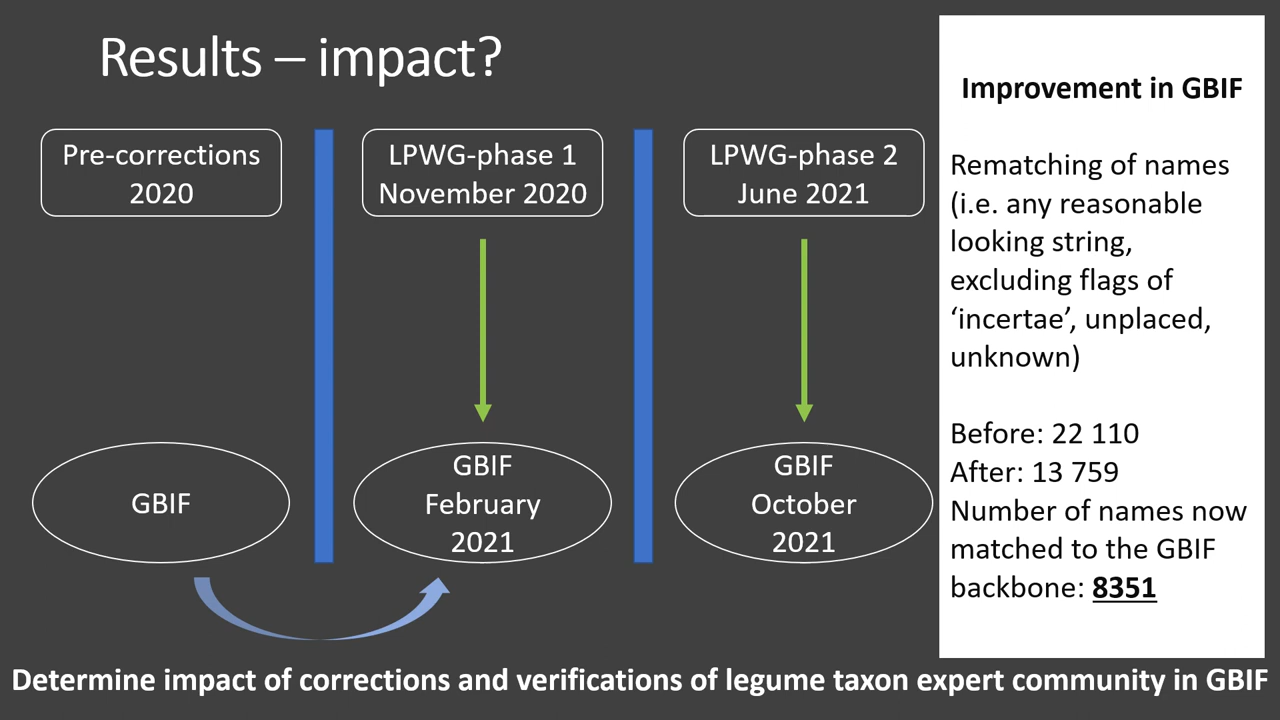 Results – impact?
Pre-corrections
2020
LPWG-phase 1
November 2020
LPWG-phase 2
June 2021
GBIF
GBIF
February
2021
GBIF
October
2021
Improvement in GBIF
Rematching of names
(i.e. any reasonable
looking string,
excluding flags of
‘incertae’, unplaced,
unknown)
Before: 22 110
After: 13 759
Number of names now
matched to the GBIF
backbone: 8351
Determine impact of corrections and verifications of legume taxon expert community in GBIF